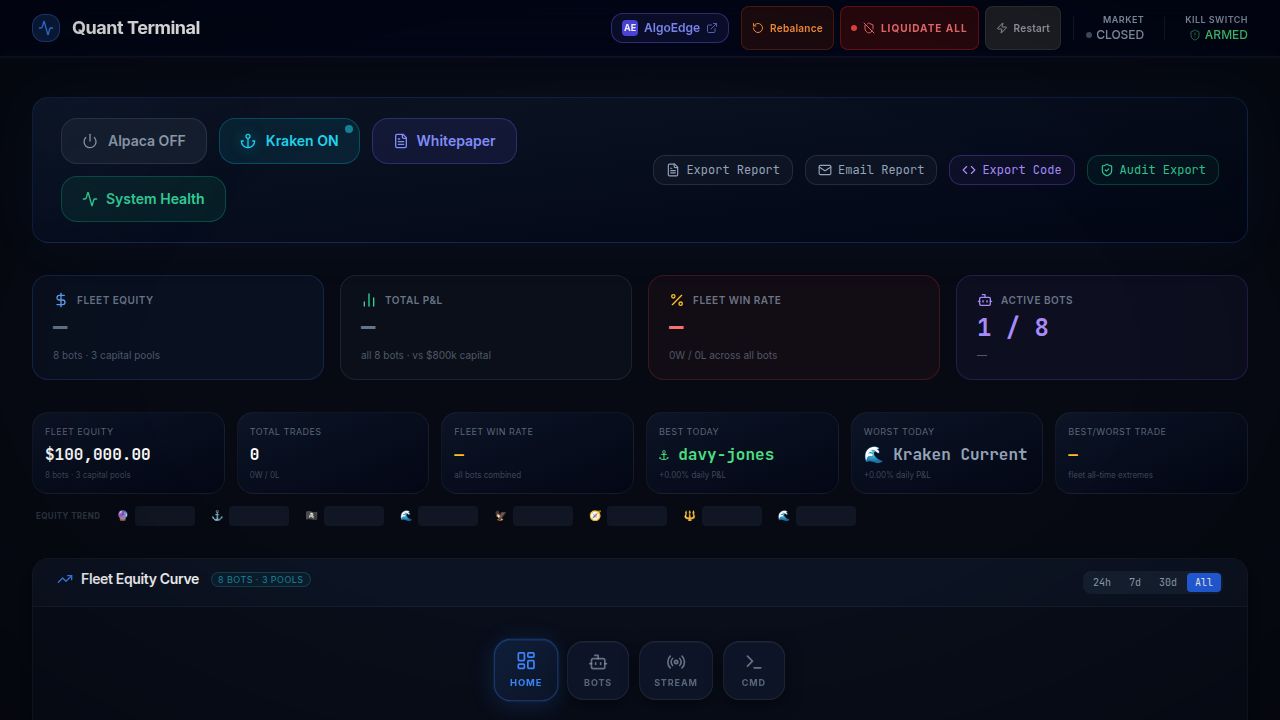 Quant Terminal
AE AlgoEdge
Rebalance
LIQUIDATE ALL
Restart
MARKET
CLOSED
KILL SWITCH
ARMED
Alpaca OFF
Kraken ON
Whitepaper
System Health
Export Report
Email Report
Export Code
Audit Export
FLEET EQUITY
—
8 bots · 3 capital pools
TOTAL P&L
—
all 8 bots · vs $800k capital
FLEET WIN RATE
—
0W / 0L across all bots
ACTIVE BOTS
1 / 8
—
FLEET EQUITY
$100,000.00
8 bots · 3 capital pools
TOTAL TRADES
0
0W / 0L
FLEET WIN RATE
—
all bots combined
BEST TODAY
⚓ davy-jones
+0.00% daily P&L
WORST TODAY
🌊 Kraken Current
+0.00% daily P&L
BEST/WORST TRADE
—
fleet all-time extremes
EQUITY TREND
Fleet Equity Curve
8 BOTS · 3 POOLS
24h 7d 30d All
HOME
BOTS
STREAM
CMD